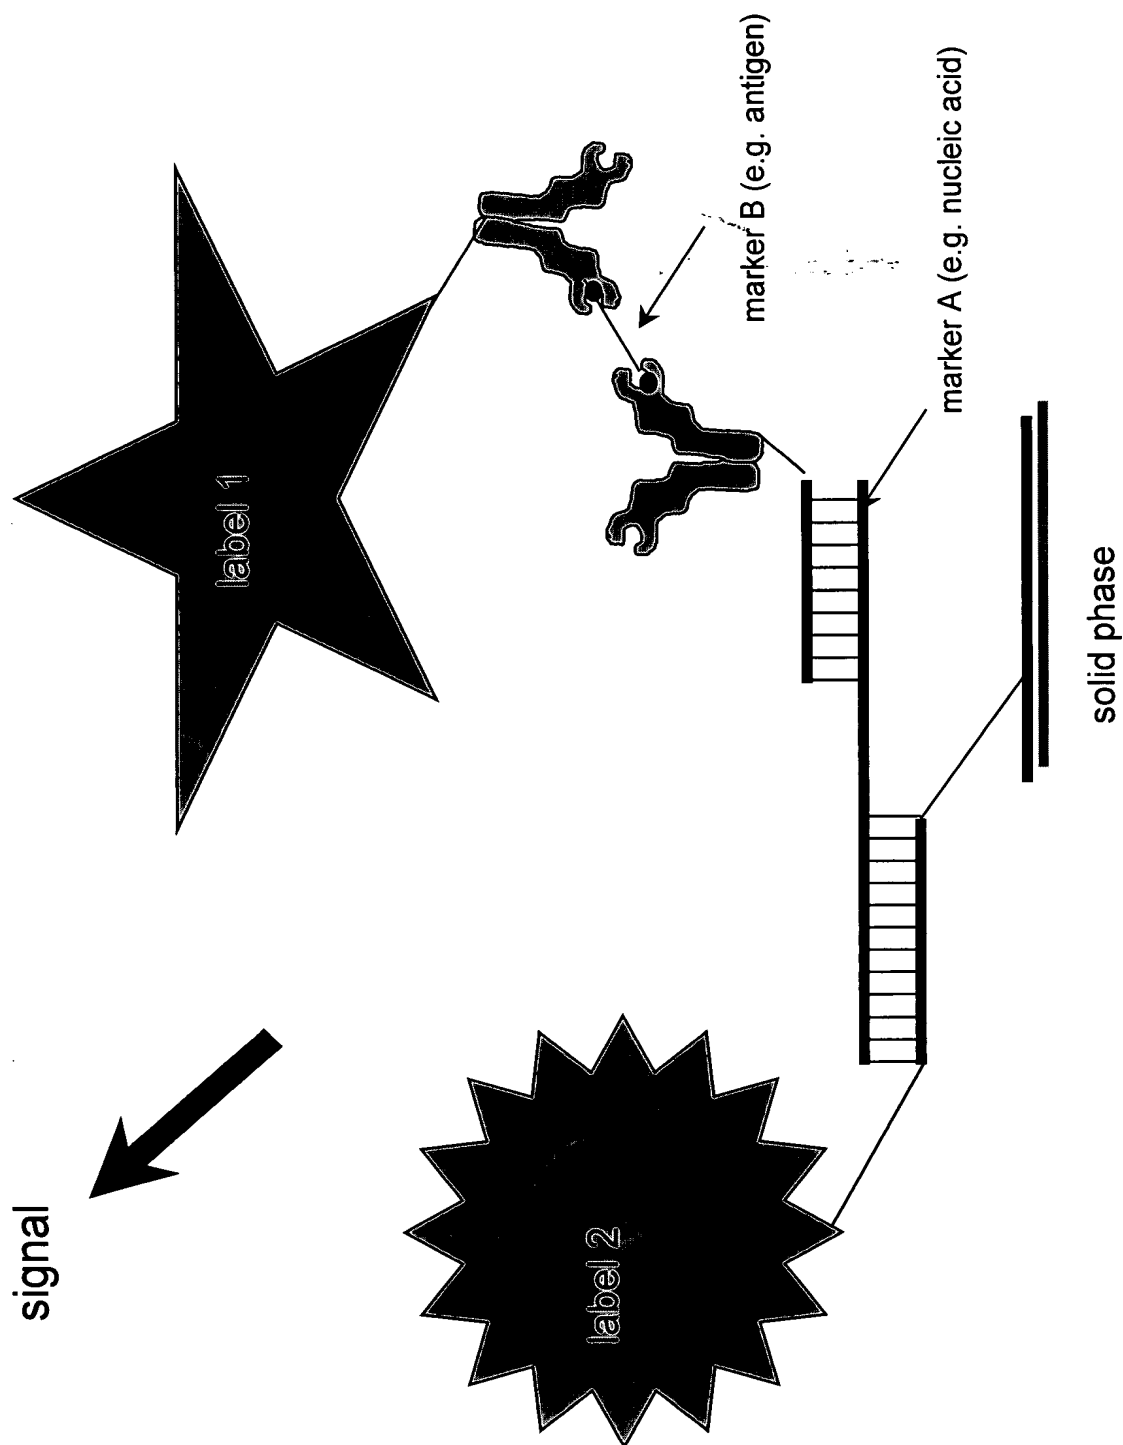 signal
label 1
label 2
marker B (e.g. antigen)
marker A (e.g. nucleic acid)
solid phase